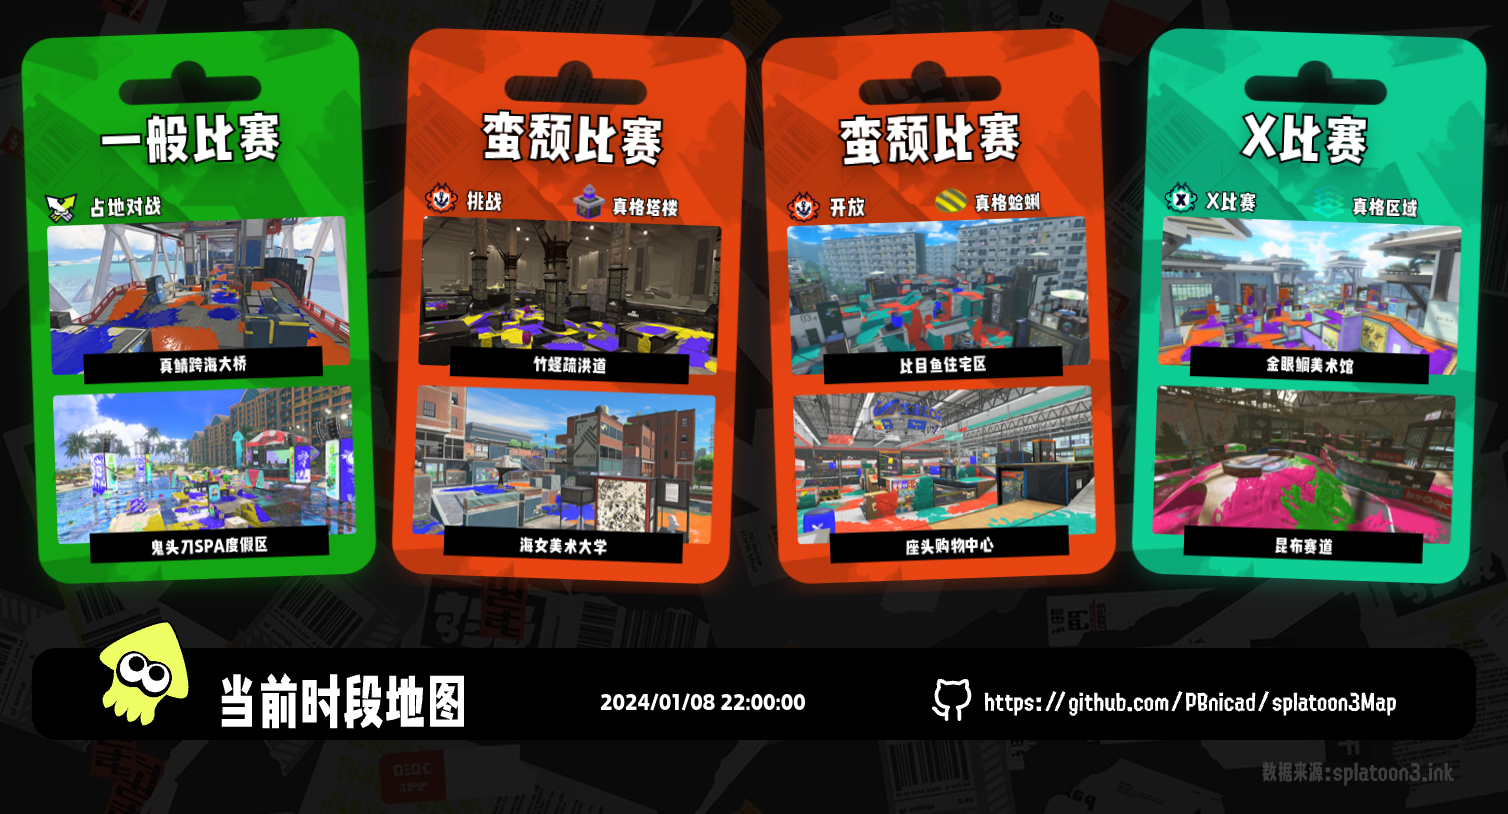 一般比赛
占地对战
真鲷跨海大桥
鬼头刀SPA度假区
蛮颓比赛
挑战
真格塔楼
竹蛏疏洪道
海女美术大学
蛮颓比赛
开放
真格蛤蜊
比目鱼住宅区
座头购物中心
X比赛
X比赛
真格区域
金眼鲷美术馆
昆布赛道
当前时段地图
2024/01/08 22:00:00
https://github.com/PBnicad/splatoon3Map
数据来源:splatoon3.ink